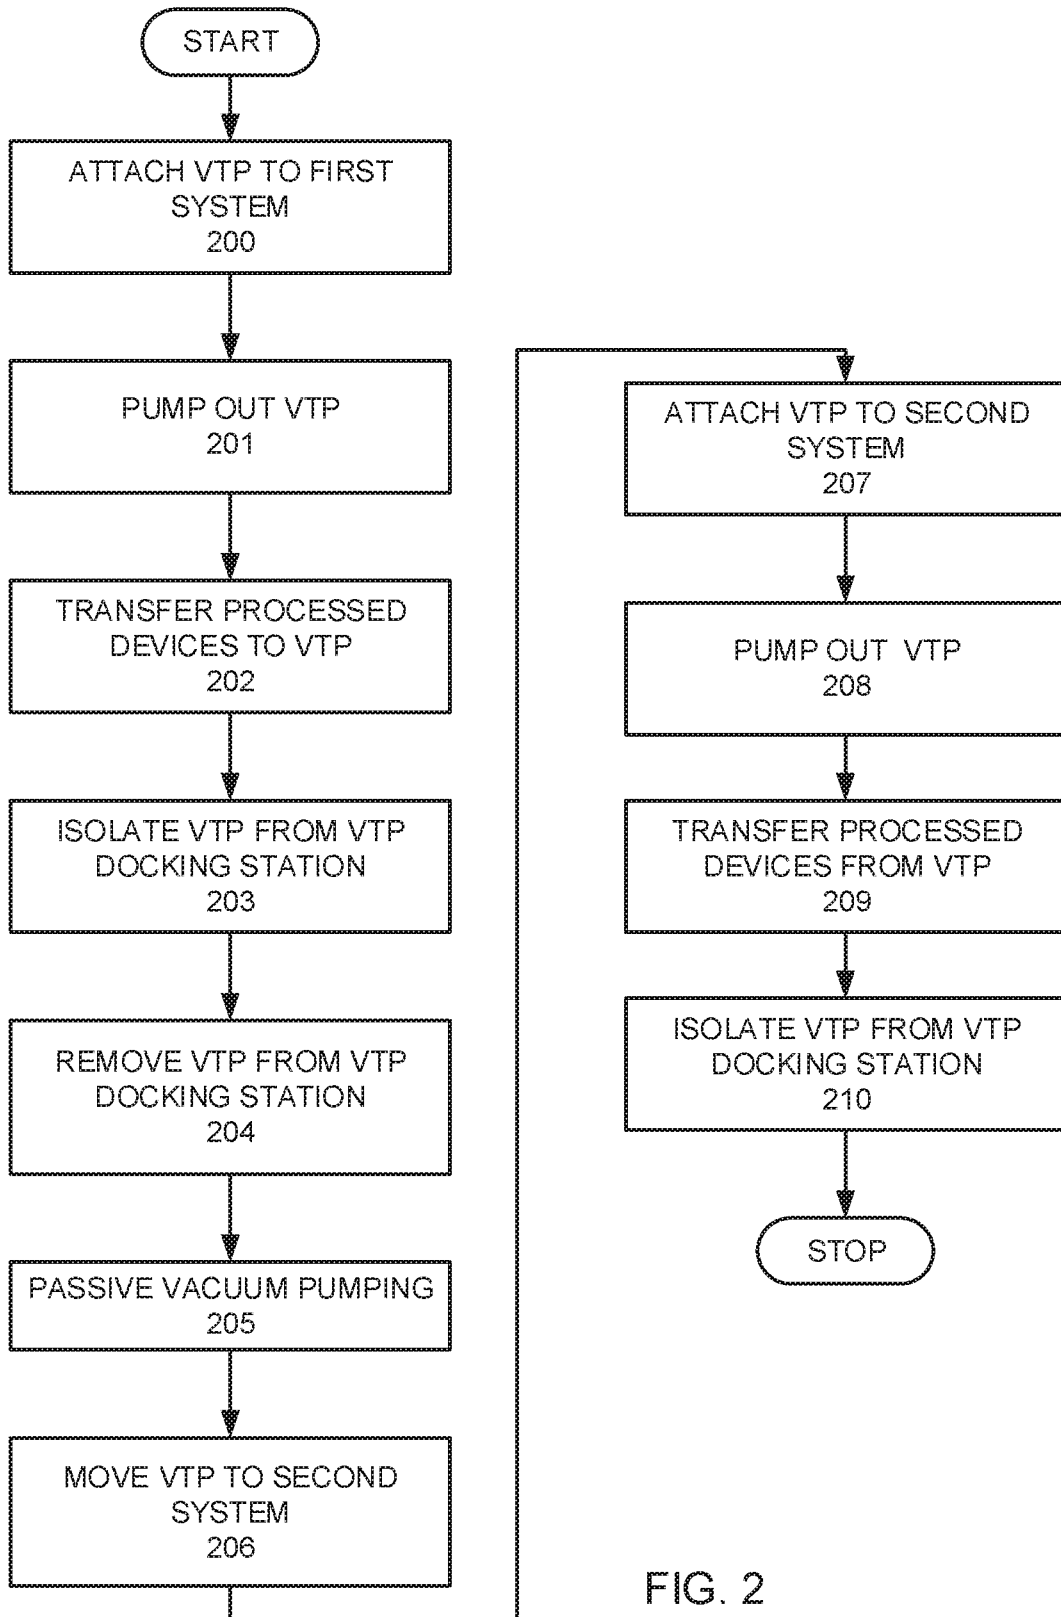 START
ATTACH VTP TO FIRST
SYSTEM
200
PUMP OUT VTP
201
TRANSFER PROCESSED
DEVICES TO VTP
202
ISOLATE VTP FROM VTP
DOCKING STATION
203
REMOVE VTP FROM VTP
DOCKING STATION
204
PASSIVE VACUUM PUMPING
205
MOVE VTP TO SECOND
SYSTEM
206
ATTACH VTP TO SECOND
SYSTEM
207
PUMP OUT VTP
208
TRANSFER PROCESSED
DEVICES FROM VTP
209
ISOLATE VTP FROM VTP
DOCKING STATION
210
STOP
FIG. 2